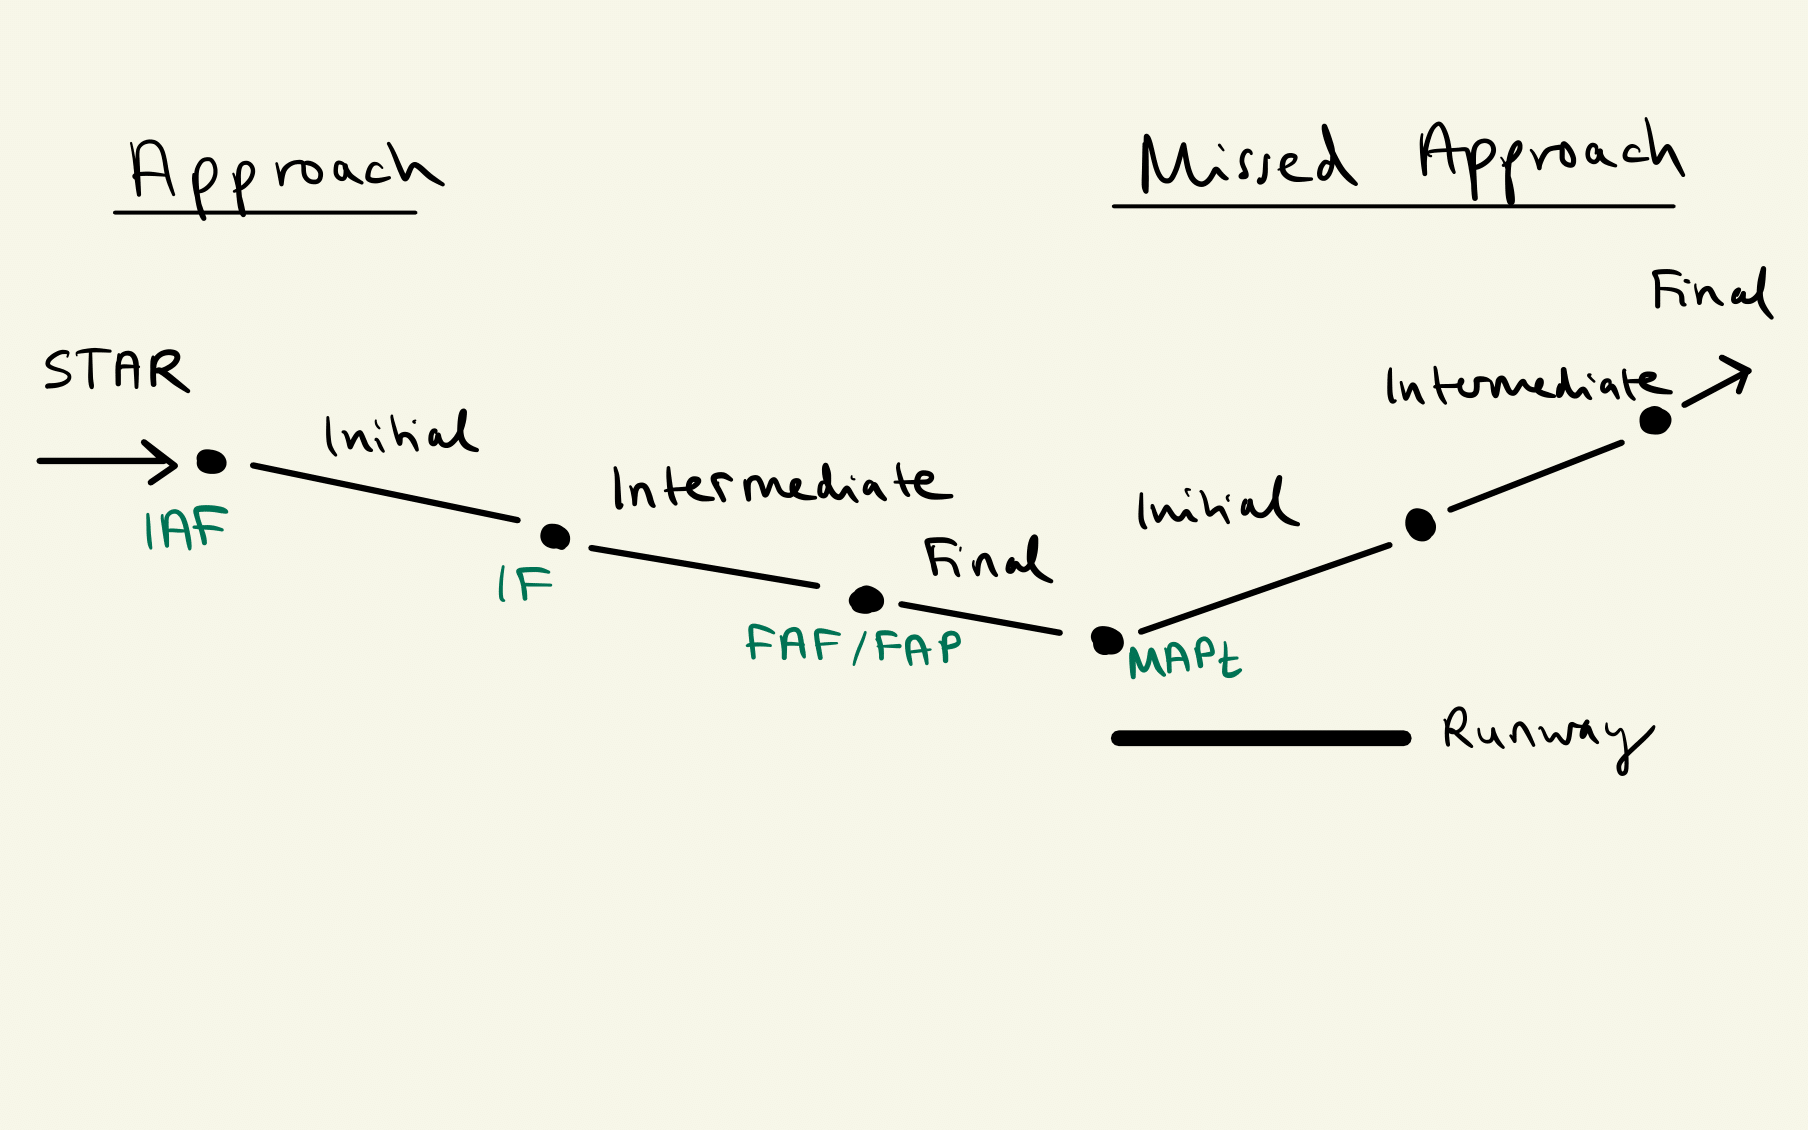 Approach
Missed Approach
Final
STAR
Intermediate
Initial
Intermediate
Initial
IAF
Final
IF
FAF/FAP
MAPt
Runway